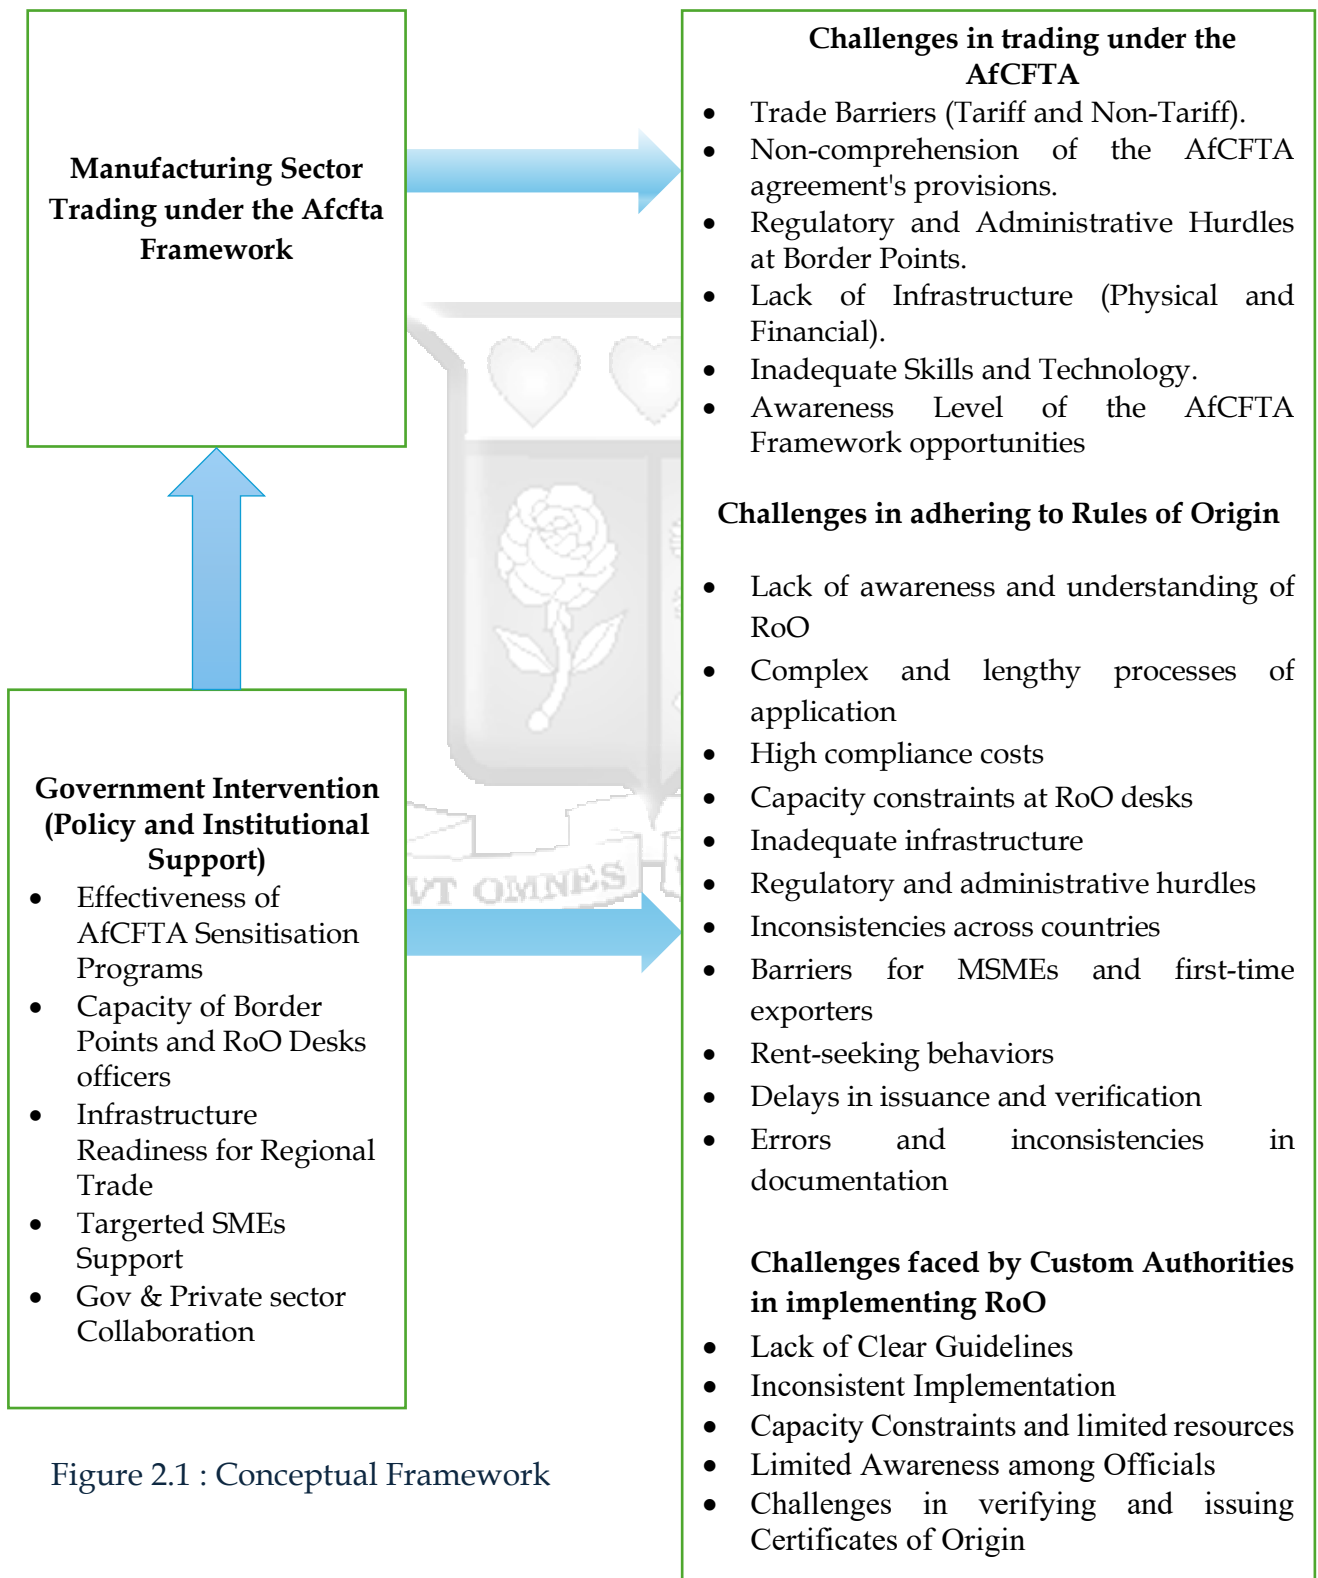 Manufacturing Sector
Trading under the Afcfta
Framework
Government Intervention
(Policy and Institutional
Support)
• Effectiveness of
AfCFTA Sensitisation
Programs
• Capacity of Border
Points and RoO Desks
officers
• Infrastructure
Readiness for Regional
Trade
• Targerted SMEs
Support
• Gov & Private sector
Collaboration
Challenges in trading under the
AfCFTA
• Trade Barriers (Tariff and Non-Tariff).
• Non-comprehension of the AfCFTA
agreement's provisions.
• Regulatory and Administrative Hurdles
at Border Points.
• Lack of Infrastructure (Physical and
Financial).
• Inadequate Skills and Technology.
• Awareness Level of the AfCFTA
Framework opportunities
Challenges in adhering to Rules of Origin
• Lack of awareness and understanding of
RoO
• Complex and lengthy processes of
application
• High compliance costs
• Capacity constraints at RoO desks
• Inadequate infrastructure
• Regulatory and administrative hurdles
• Inconsistencies across countries
• Barriers for MSMEs and first-time
exporters
• Rent-seeking behaviors
• Delays in issuance and verification
• Errors and inconsistencies in
documentation
Challenges faced by Custom Authorities
in implementing RoO
• Lack of Clear Guidelines
• Inconsistent Implementation
• Capacity Constraints and limited resources
• Limited Awareness among Officials
• Challenges in verifying and issuing
Certificates of Origin
VT OMNES
Figure 2.1 : Conceptual Framework